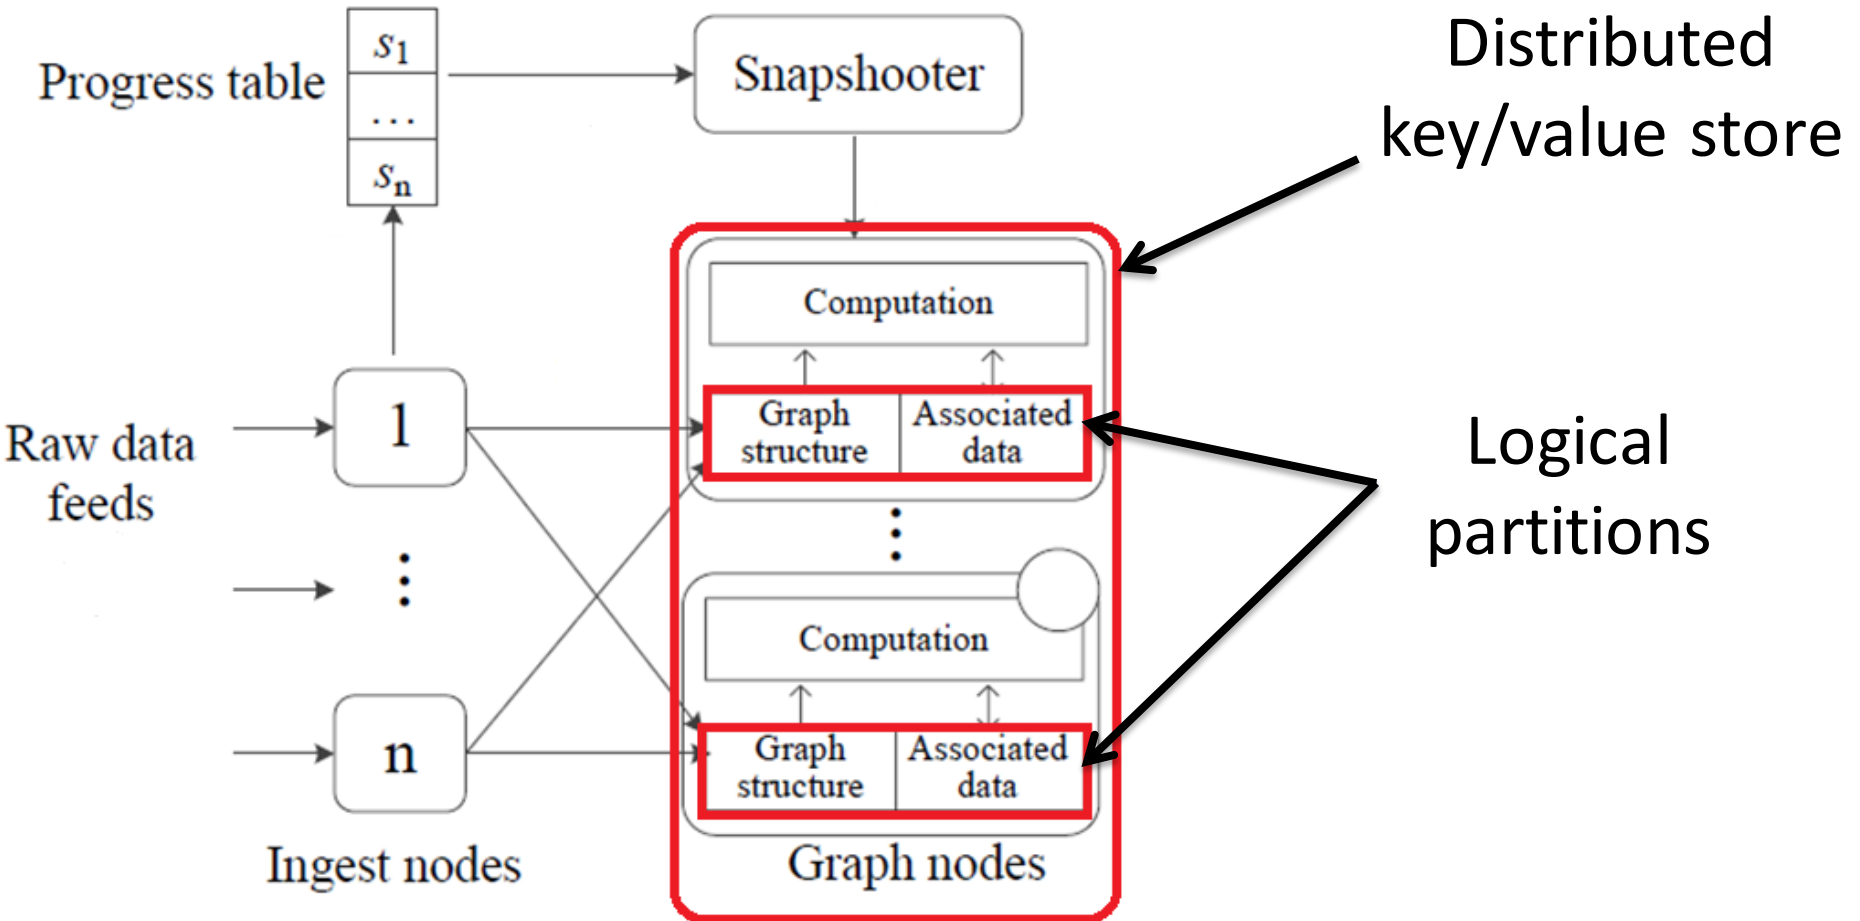 Progress table
s1
...
sn
Snapshooter
Distributed
key/value store
Computation
Graph
structure
Associated
data
Raw data
feeds
1
⋮
n
Ingest nodes
⋮
Computation
Graph
structure
Associated
data
Graph nodes
Logical
partitions